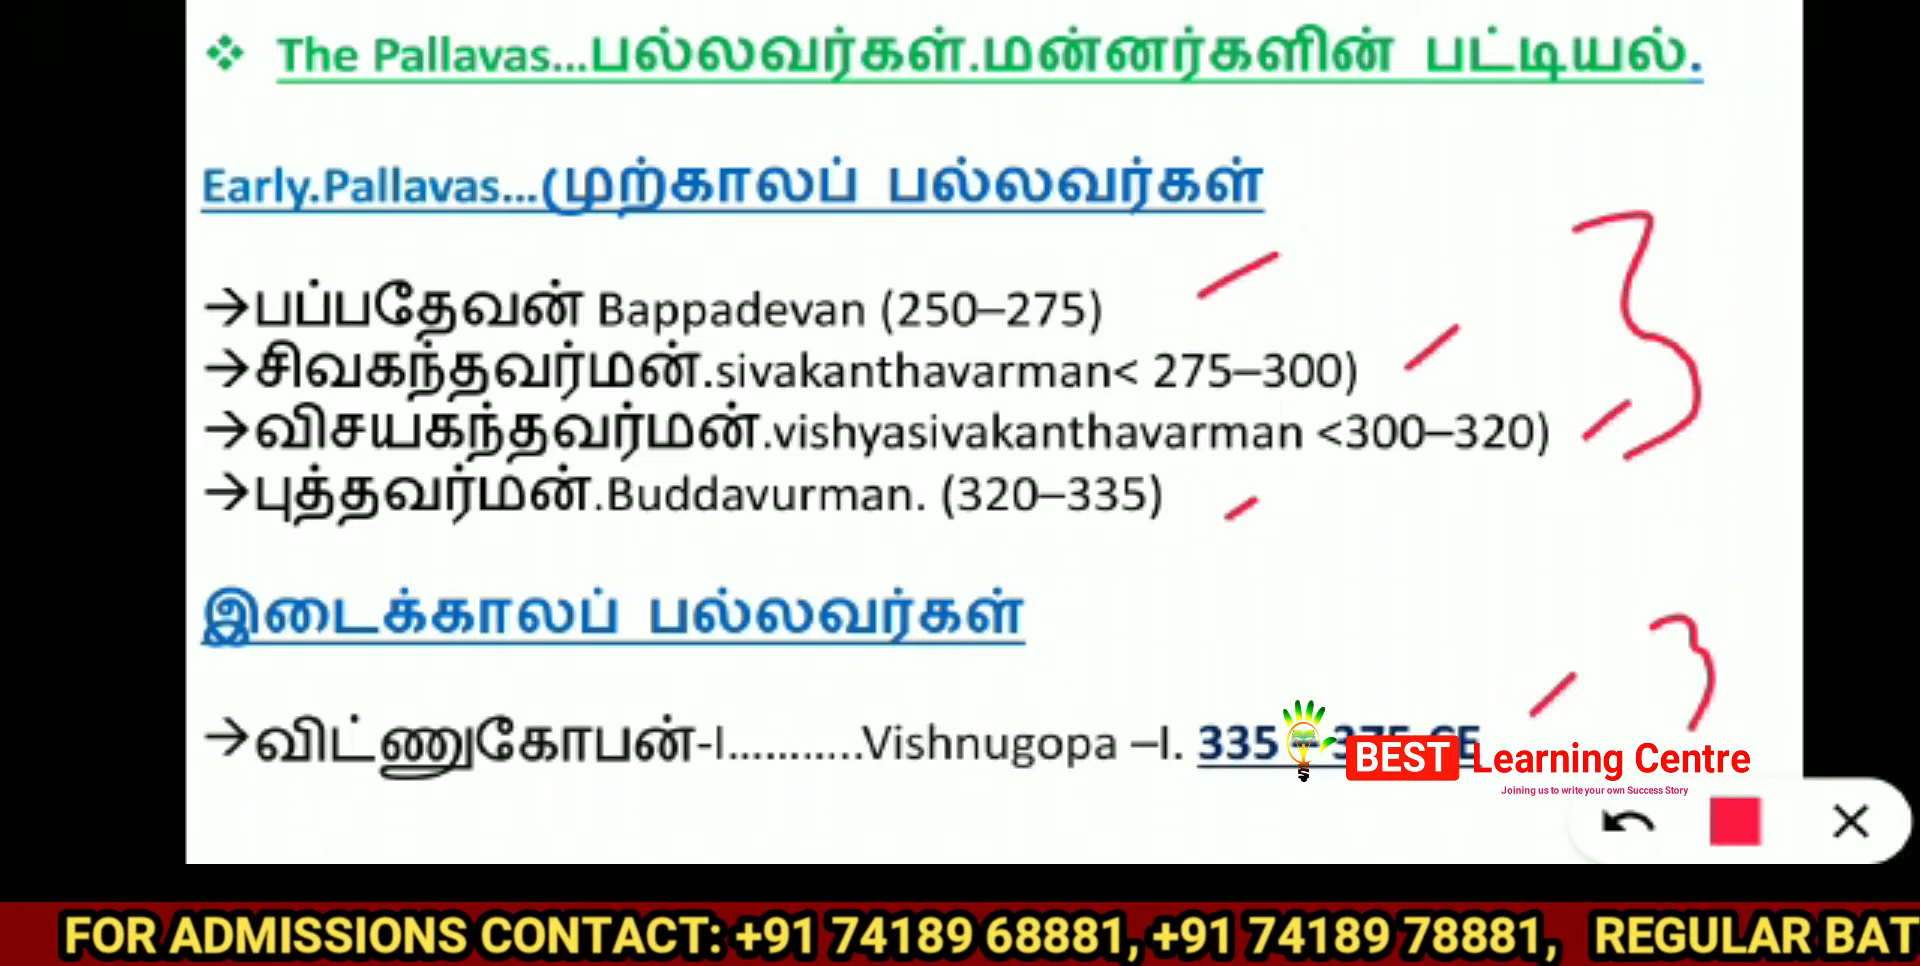 ❖ The Pallavas...பல்லவர்கள்.மன்னர்களின் பட்டியல்.
Early.Pallavas...(முற்காலப் பல்லவர்கள்
→பப்பதேவன் Bappadevan (250–275)
→சிவகந்தவர்மன்.sivakanthavarman< 275–300)
→விசயகந்தவர்மன்.vishyasivakanthavarman <300–320)
→புத்தவர்மன்.Buddavurman. (320–335)
இடைக்காலப் பல்லவர்கள்
→விட்ணுகோபன்-I...........Vishnugopa –I. 335 375 CE
BEST Learning Centre
Joining us to write your own Success Story
FOR ADMISSIONS CONTACT: +91 74189 68881, +91 74189 78881, REGULAR BAT